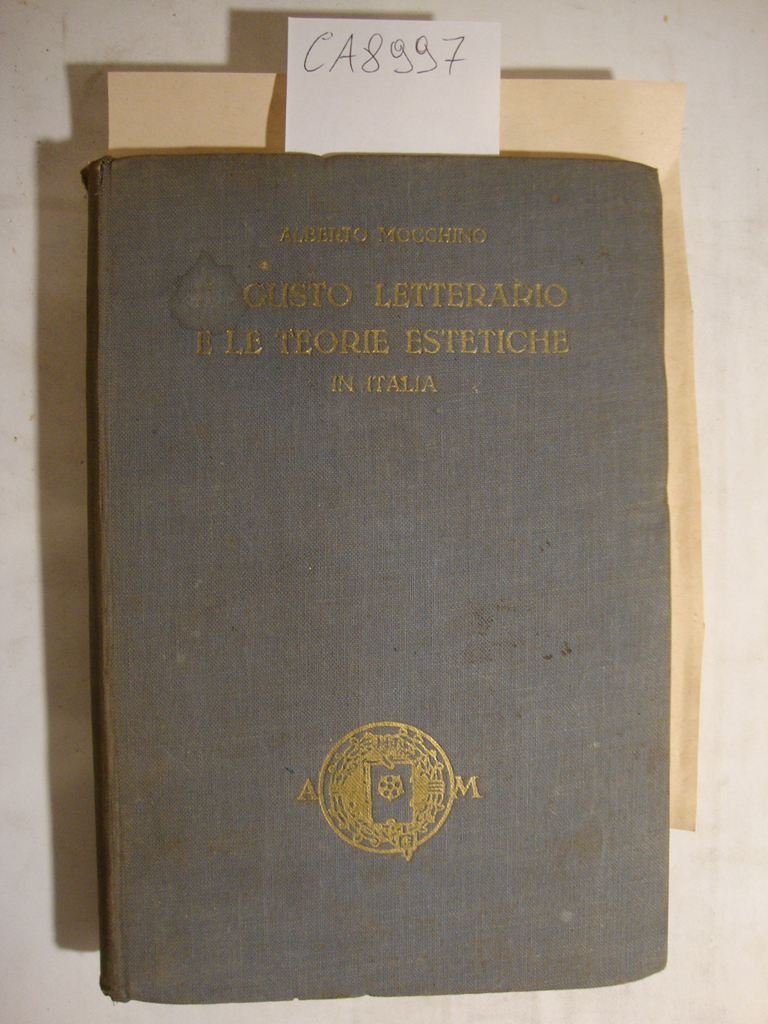 CA8997
ALBERTO MOCCHINO
GUSTO LETTERARIO
E LE TEORIE ESTETICHE
IN ITALIA
A M